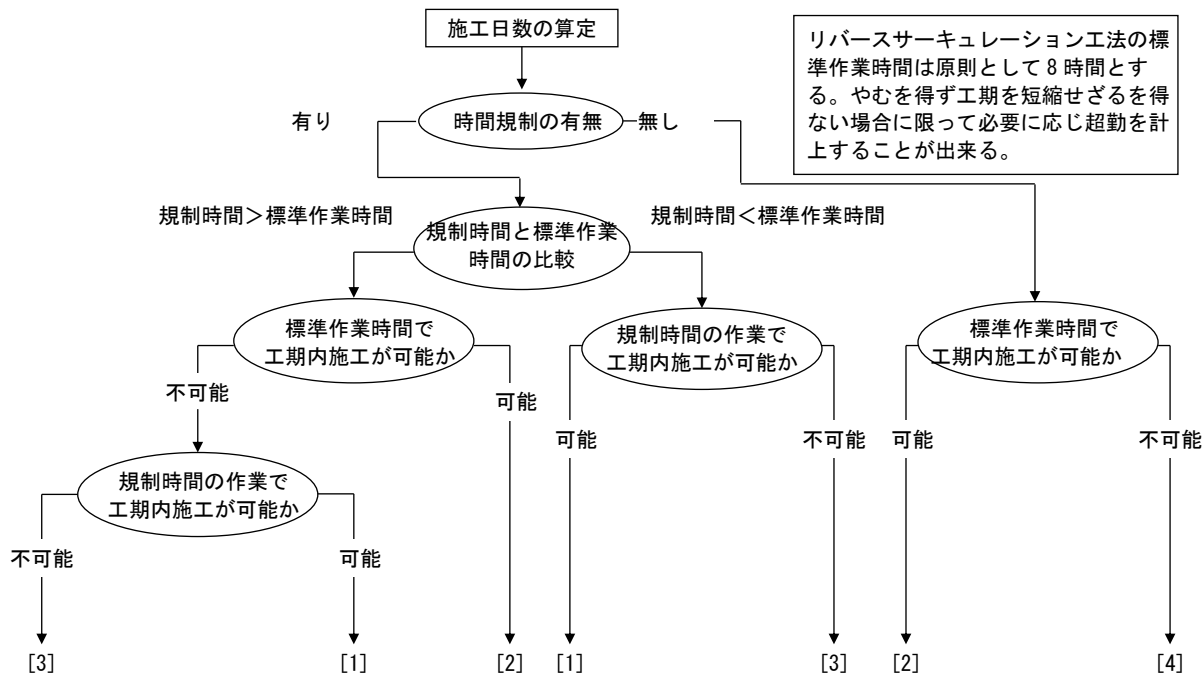 施工日数の算定
リバースサーキュレーション工法の標
準作業時間は原則として8時間とす
る。やむを得ず工期を短縮せざるを得
ない場合に限って必要に応じ超勤を計
上することが出来る。
有り
時間規制の有無
無し
規制時間＞標準作業時間
規制時間＜標準作業時間
規制時間と標準作業
時間の比較
標準作業時間で
工期内施工が可能か
規制時間の作業で
工期内施工が可能か
標準作業時間で
工期内施工が可能か
不可能
可能
可能
不可能
可能
不可能
規制時間の作業で
工期内施工が可能か
不可能
可能
[3]
[1]
[2]
[1]
[3]
[2]
[4]